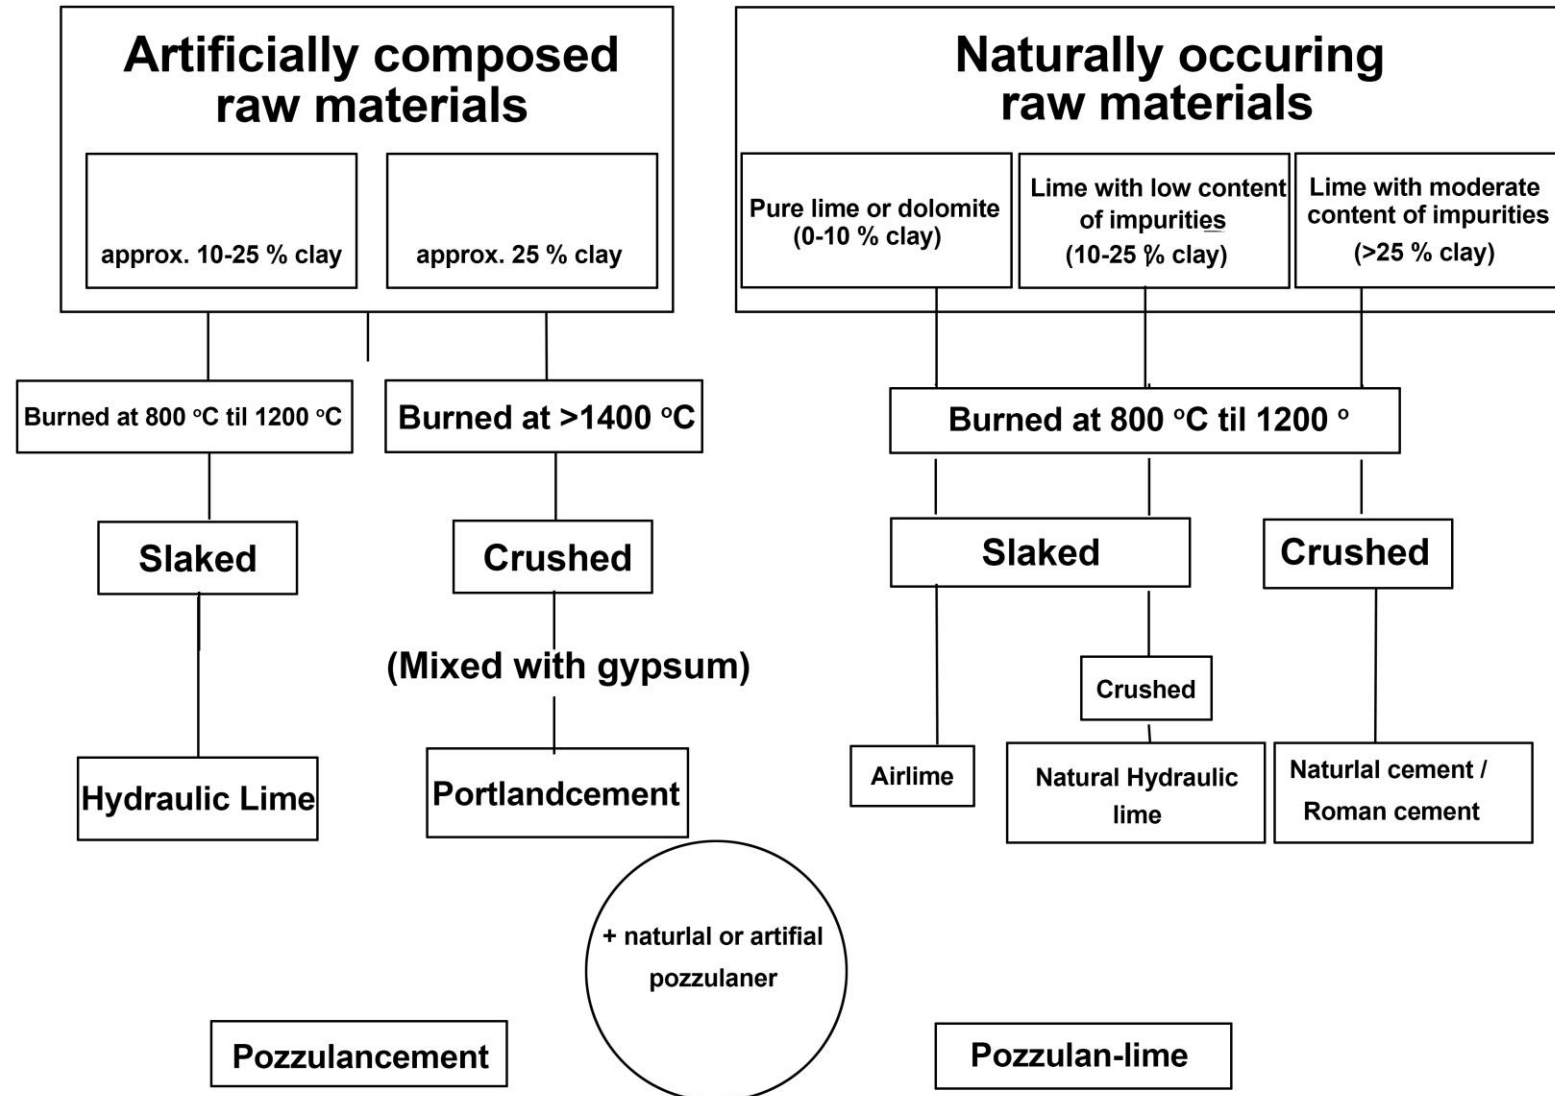 Artificially composed
raw materials
approx. 10-25 % clay
approx. 25 % clay
Naturally occuring
raw materials
Pure lime or dolomite
(0-10 % clay)
Lime with low content
of impurities
(10-25 % clay)
Lime with moderate
content of impurities
(>25 % clay)
Burned at 800 °C til 1200 °C
Burned at >1400 °C
Burned at 800 °C til 1200 °
Slaked
Crushed
Slaked
Crushed
(Mixed with gypsum)
Crushed
Hydraulic Lime
Portlandcement
Airlime
Natural Hydraulic
lime
Naturlal cement /
Roman cement
+ naturlal or artifial
pozzulaner
Pozzulancement
Pozzulan-lime